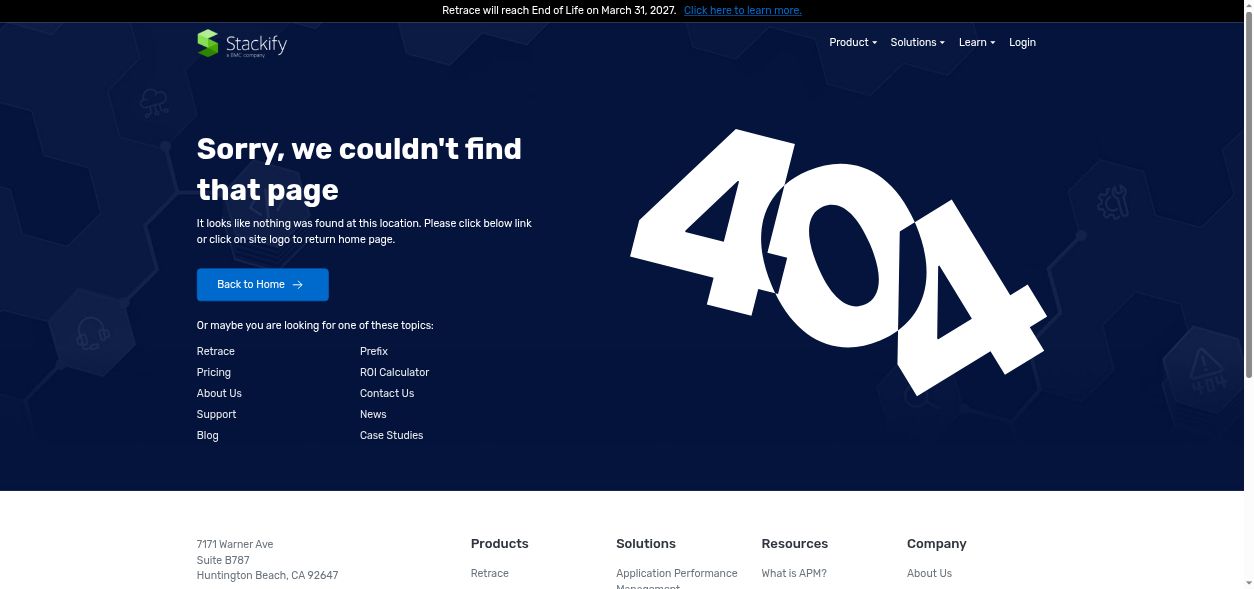 Retrace will reach End of Life on March 31, 2027. Click here to learn more.
Stackify
a BMC company
Product Solutions Learn Login
Sorry, we couldn't find
that page
It looks like nothing was found at this location. Please click below link
or click on site logo to return home page.
Back to Home
Or maybe you are looking for one of these topics:
Retrace Prefix
Pricing ROI Calculator
About Us Contact Us
Support News
Blog Case Studies
404
404
7171 Warner Ave
Suite B787
Huntington Beach, CA 92647
Products
Retrace
Solutions
Application Performance
Management
Resources
What is APM?
Company
About Us